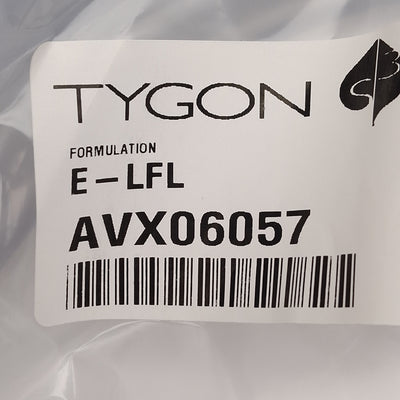 TYGON
FORMULATION
E-LFL
AVX06057